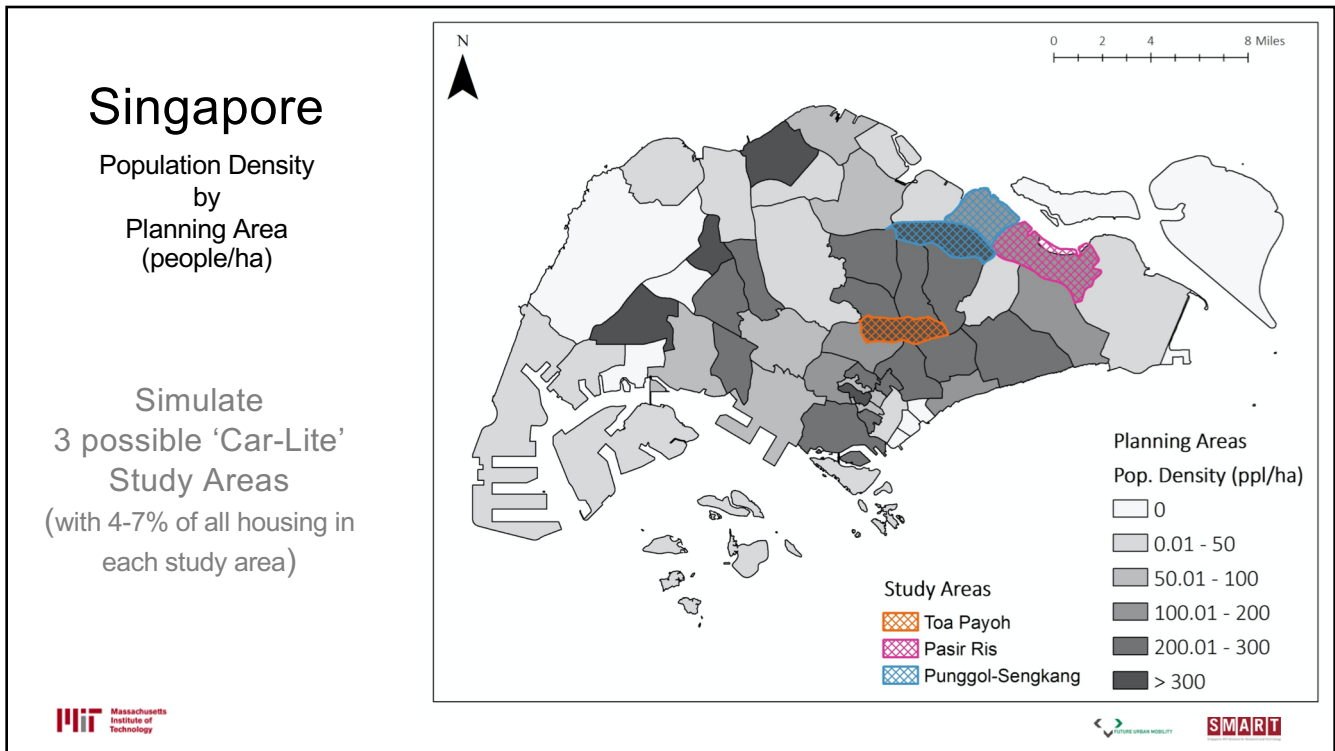 Singapore
Population Density
by
Planning Area
(people/ha)
Simulate
3 possible ‘Car-Lite’
Study Areas
(with 4-7% of all housing in
each study area)
N
0 2 4 8 Miles
Study Areas
Toa Payoh
Pasir Ris
Punggol-Sengkang
Planning Areas
Pop. Density (ppl/ha)
0
0.01 - 50
50.01 - 100
100.01 - 200
200.01 - 300
> 300
Massachusetts
Institute of
Technology
FUTURE URBAN MOBILITY
SMART